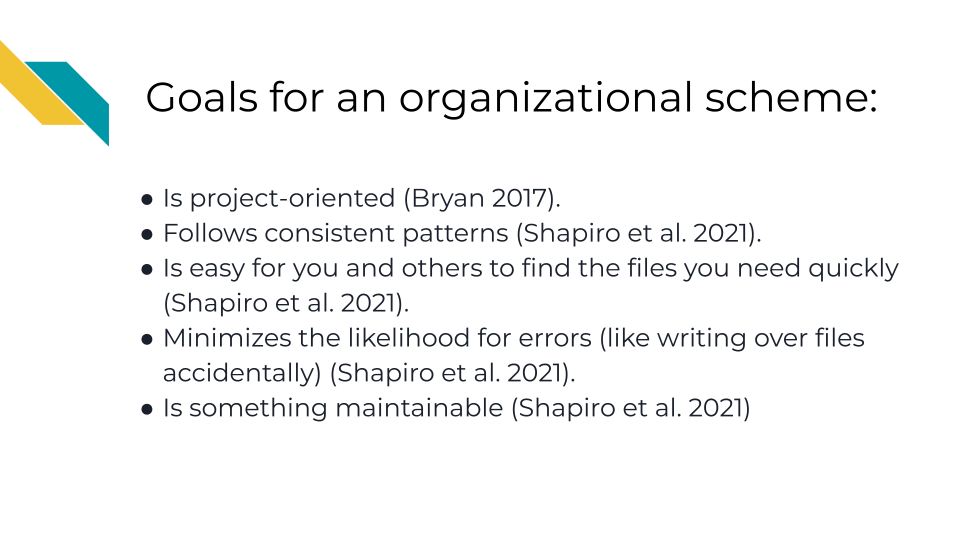 Goals for an organizational scheme:
● Is project-oriented (Bryan 2017).
● Follows consistent patterns (Shapiro et al. 2021).
● Is easy for you and others to find the files you need quickly
(Shapiro et al. 2021).
● Minimizes the likelihood for errors (like writing over files
accidentally) (Shapiro et al. 2021).
● Is something maintainable (Shapiro et al. 2021)